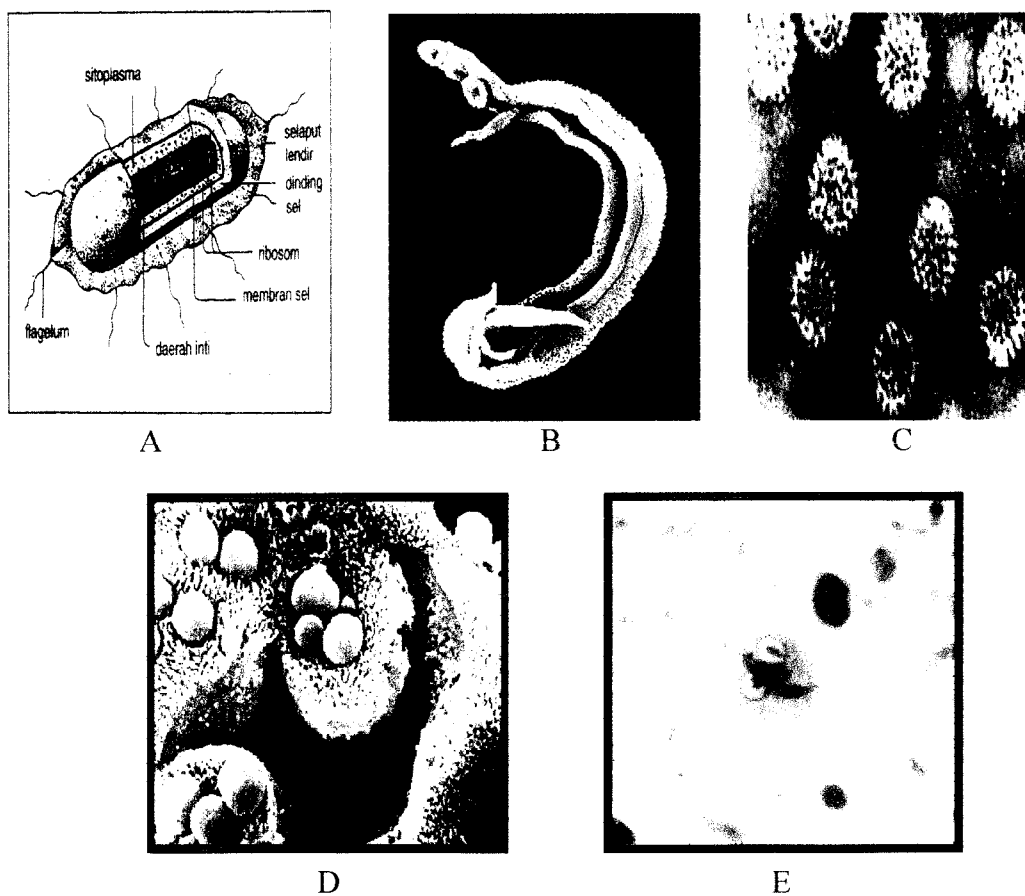 sitoplasma
selaput
lendir
dinding
sel
ribosom
membran sel
flagelum
daerah inti
A
B
C
D
E